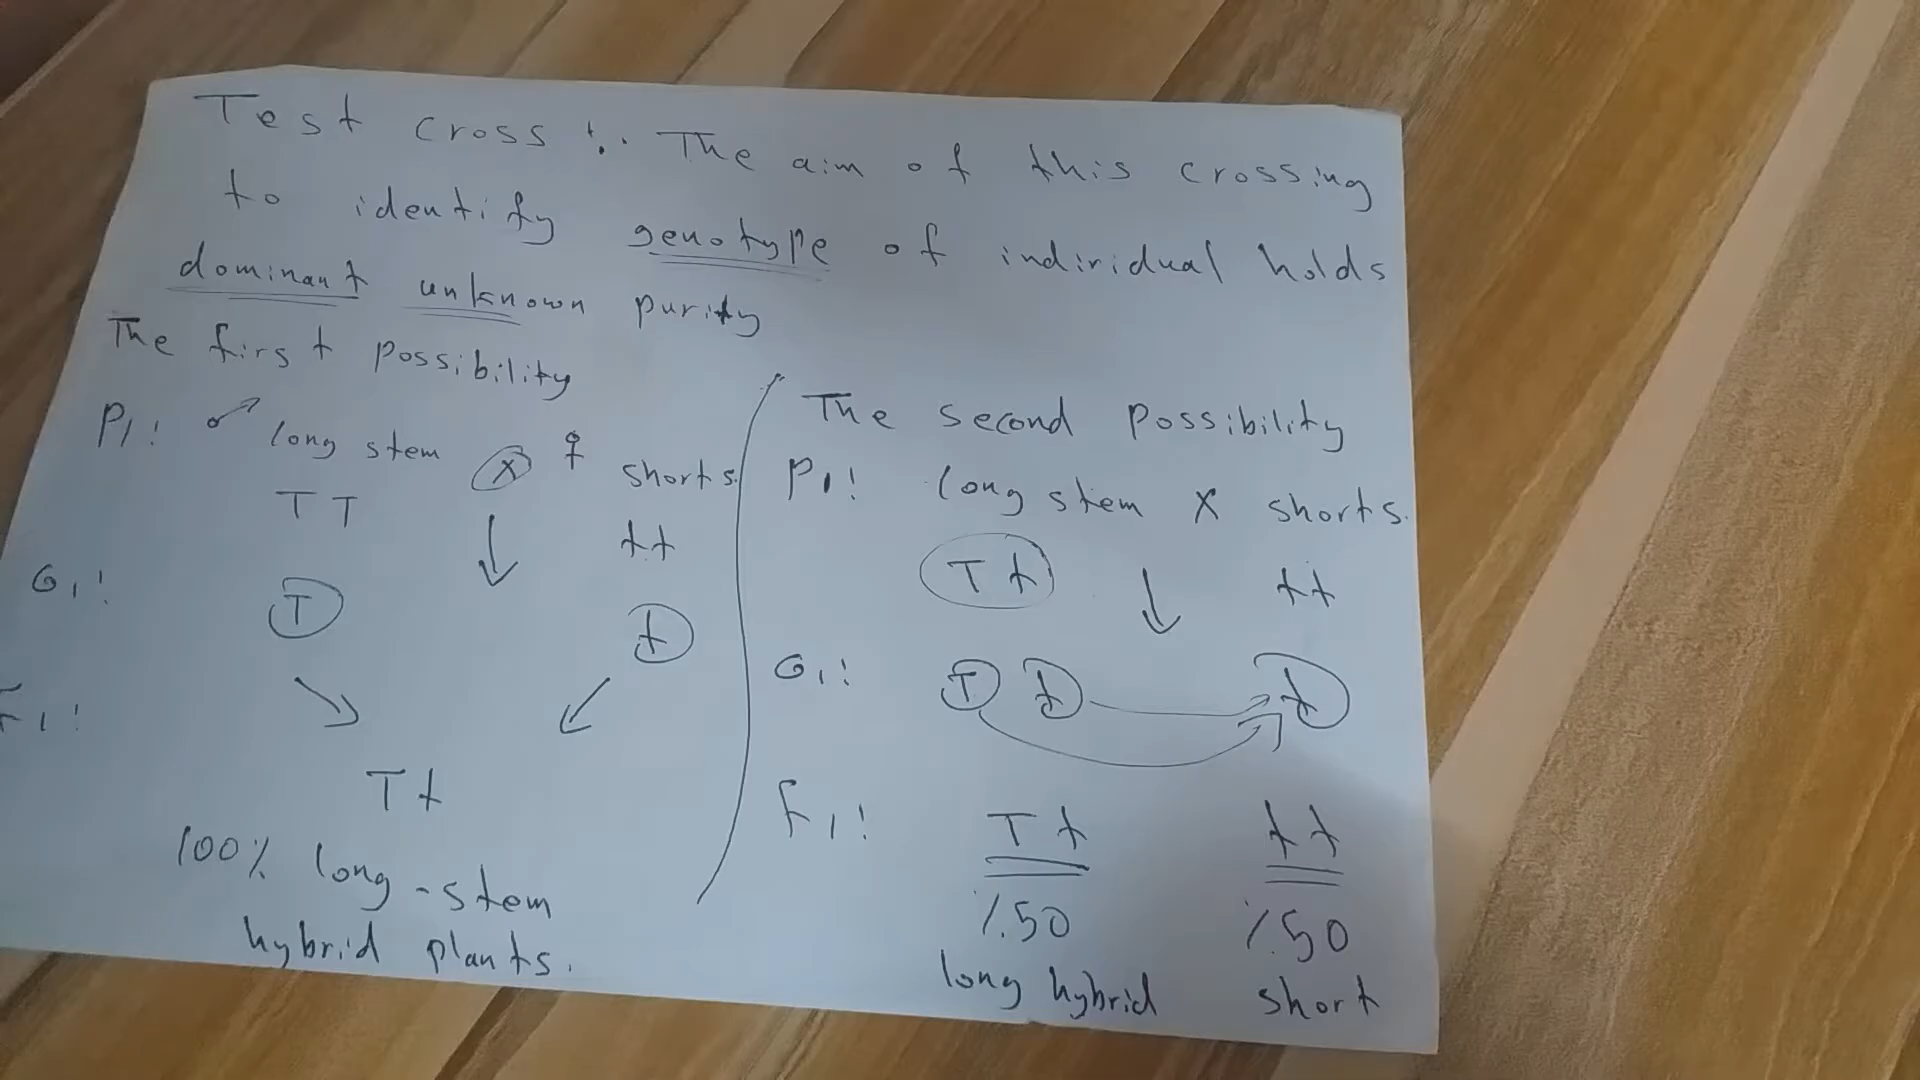 Test cross :. The aim of this crossing
to identify genotype of individual holds
dominant unknown purity
The first possibility
P1: ♂ long stem X ♀ shorts.
TT tt
G1: T t
F1:
Tt
100% long-stem
hybrid plants.
The second possibility
P1: long stem X shorts.
Tt tt
G1: T t t
F1: Tt tt
%50 %50
long hybrid short